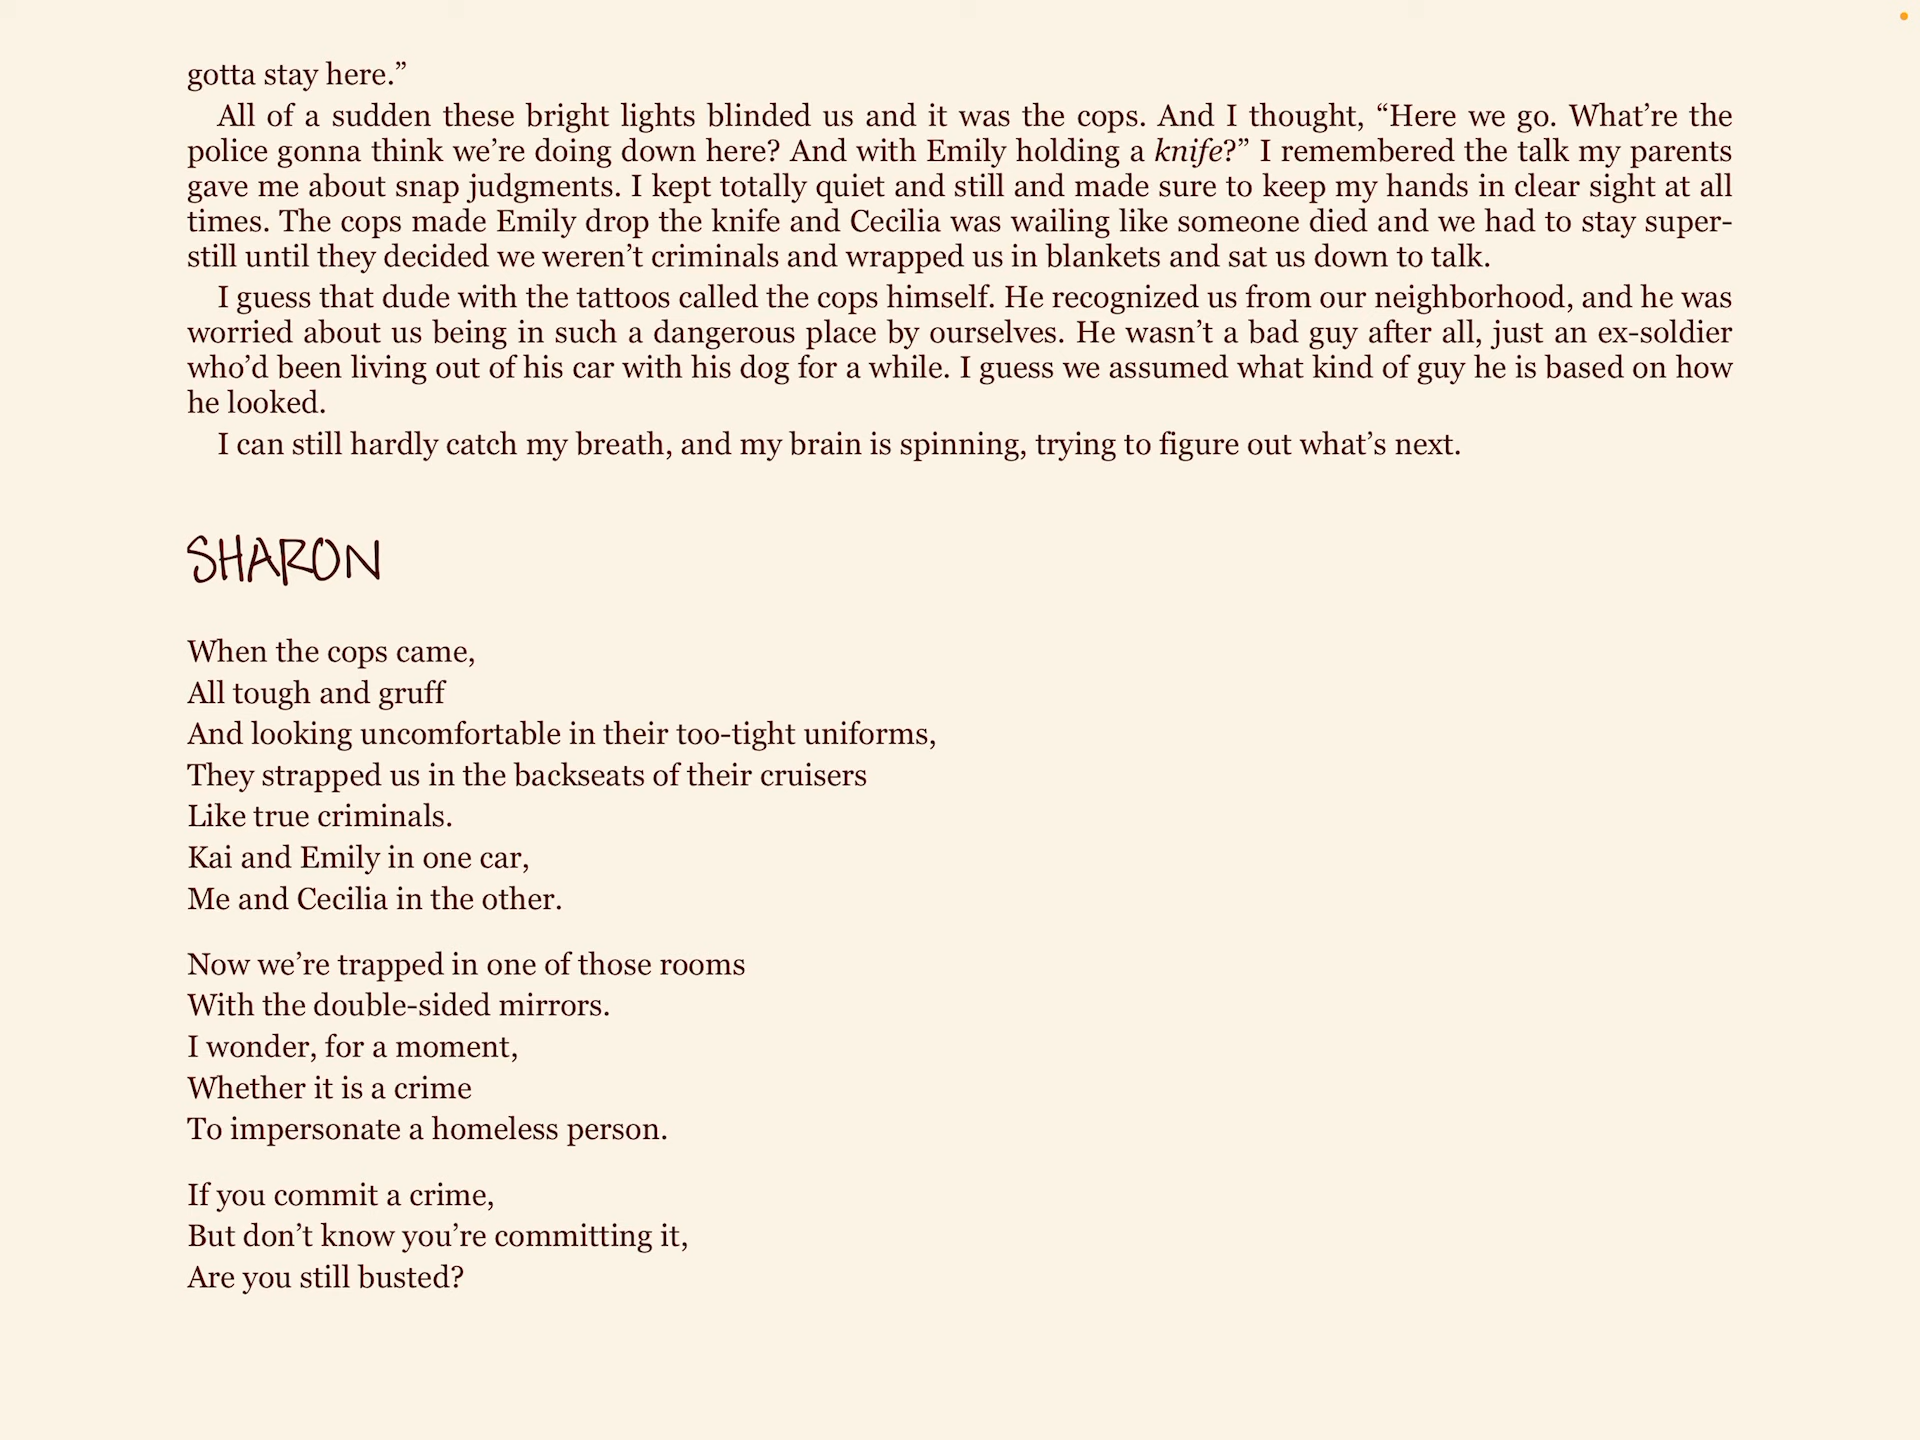 gotta stay here.”
All of a sudden these bright lights blinded us and it was the cops. And I thought, “Here we go. What’re the
police gonna think we’re doing down here? And with Emily holding a knife?” I remembered the talk my parents
gave me about snap judgments. I kept totally quiet and still and made sure to keep my hands in clear sight at all
times. The cops made Emily drop the knife and Cecilia was wailing like someone died and we had to stay super-
still until they decided we weren’t criminals and wrapped us in blankets and sat us down to talk.
I guess that dude with the tattoos called the cops himself. He recognized us from our neighborhood, and he was
worried about us being in such a dangerous place by ourselves. He wasn’t a bad guy after all, just an ex-soldier
who’d been living out of his car with his dog for a while. I guess we assumed what kind of guy he is based on how
he looked.
I can still hardly catch my breath, and my brain is spinning, trying to figure out what’s next.
SHARON
When the cops came,
All tough and gruff
And looking uncomfortable in their too-tight uniforms,
They strapped us in the backseats of their cruisers
Like true criminals.
Kai and Emily in one car,
Me and Cecilia in the other.
Now we’re trapped in one of those rooms
With the double-sided mirrors.
I wonder, for a moment,
Whether it is a crime
To impersonate a homeless person.
If you commit a crime,
But don’t know you’re committing it,
Are you still busted?